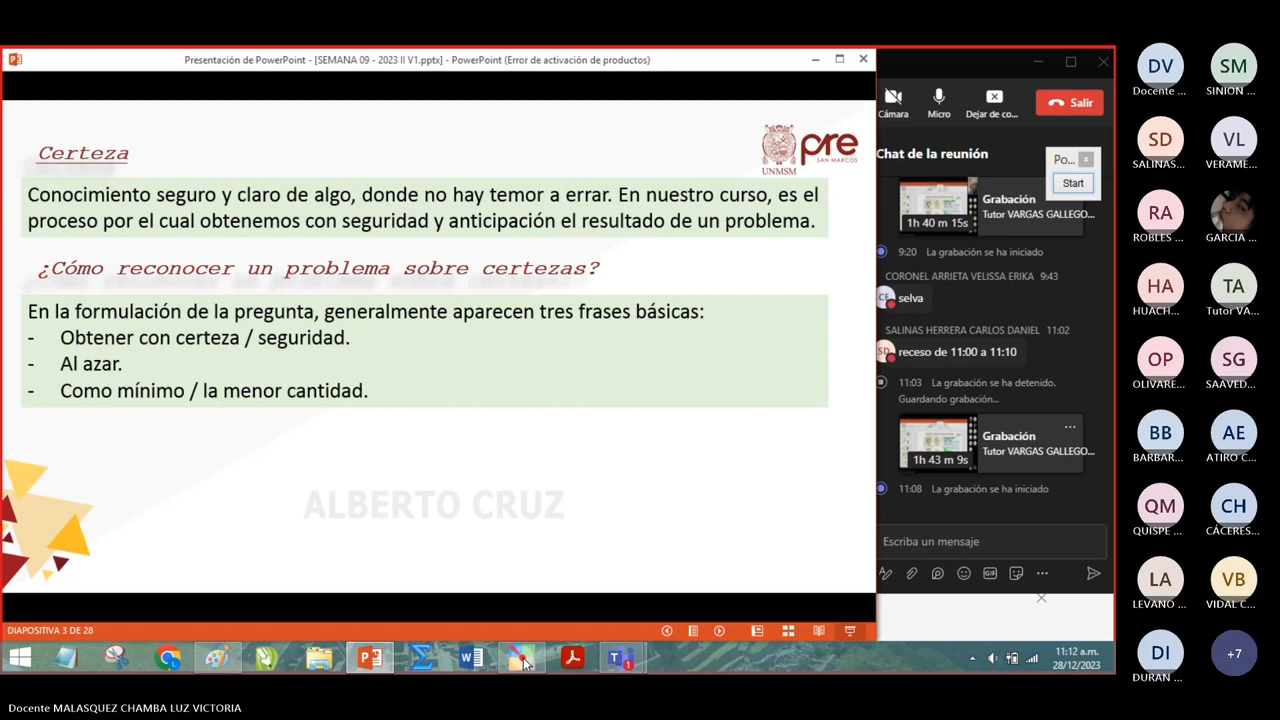 Presentación de PowerPoint - [SEMANA 09 - 2023 II V1.pptx] - PowerPoint (Error de activación de productos)
Certeza
UNMSM
pre
SAN MARCOS
Conocimiento seguro y claro de algo, donde no hay temor a errar. En nuestro curso, es el
proceso por el cual obtenemos con seguridad y anticipación el resultado de un problema.
¿Cómo reconocer un problema sobre certezas?
En la formulación de la pregunta, generalmente aparecen tres frases básicas:
- Obtener con certeza / seguridad.
- Al azar.
- Como mínimo / la menor cantidad.
ALBERTO CRUZ
DIAPOSITIVA 3 DE 28
Cámara
Micro
Dejar de co...
Salir
Chat de la reunión
Po...
Start
Grabación
Tutor VARGAS GALLEGO...
1h 40 m 15s
9:20 La grabación se ha iniciado
CORONEL ARRIETA VELISSA ERIKA 9:43
selva
SALINAS HERRERA CARLOS DANIEL 11:02
SD
receso de 11:00 a 11:10
11:03 La grabación se ha detenido.
Guardando grabación...
Grabación
Tutor VARGAS GALLEGO...
1h 43 m 9s
11:08 La grabación se ha iniciado
Escriba un mensaje
GIF
11:12 a.m.
28/12/2023
DV
Docente ...
SM
SINION ...
SD
SALINAS...
VL
VERAME...
RA
ROBLES ...
GARCIA ...
HA
HUACH...
TA
Tutor VA...
OP
OLIVARE...
SG
SAAVED...
BB
BARBAR...
AE
ATIRO C...
QM
QUISPE ...
CH
CÁCERES...
LA
LEVANO ...
VB
VIDAL C...
DI
DURAN ...
+7
Docente MALASQUEZ CHAMBA LUZ VICTORIA